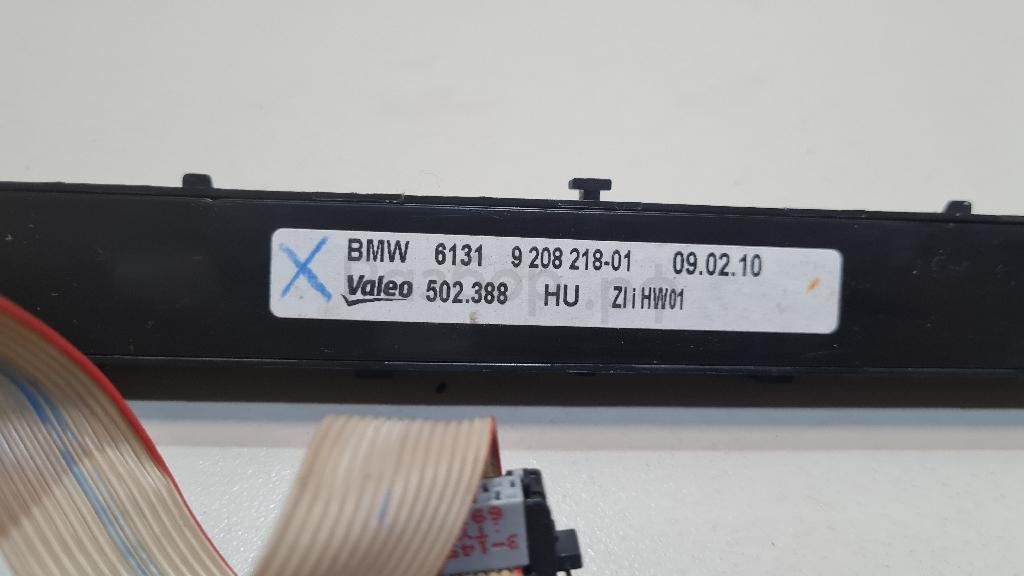 BMW 6131 9 208 218-01 09.02.10
Valeo 502.388 HU ZIiHW01